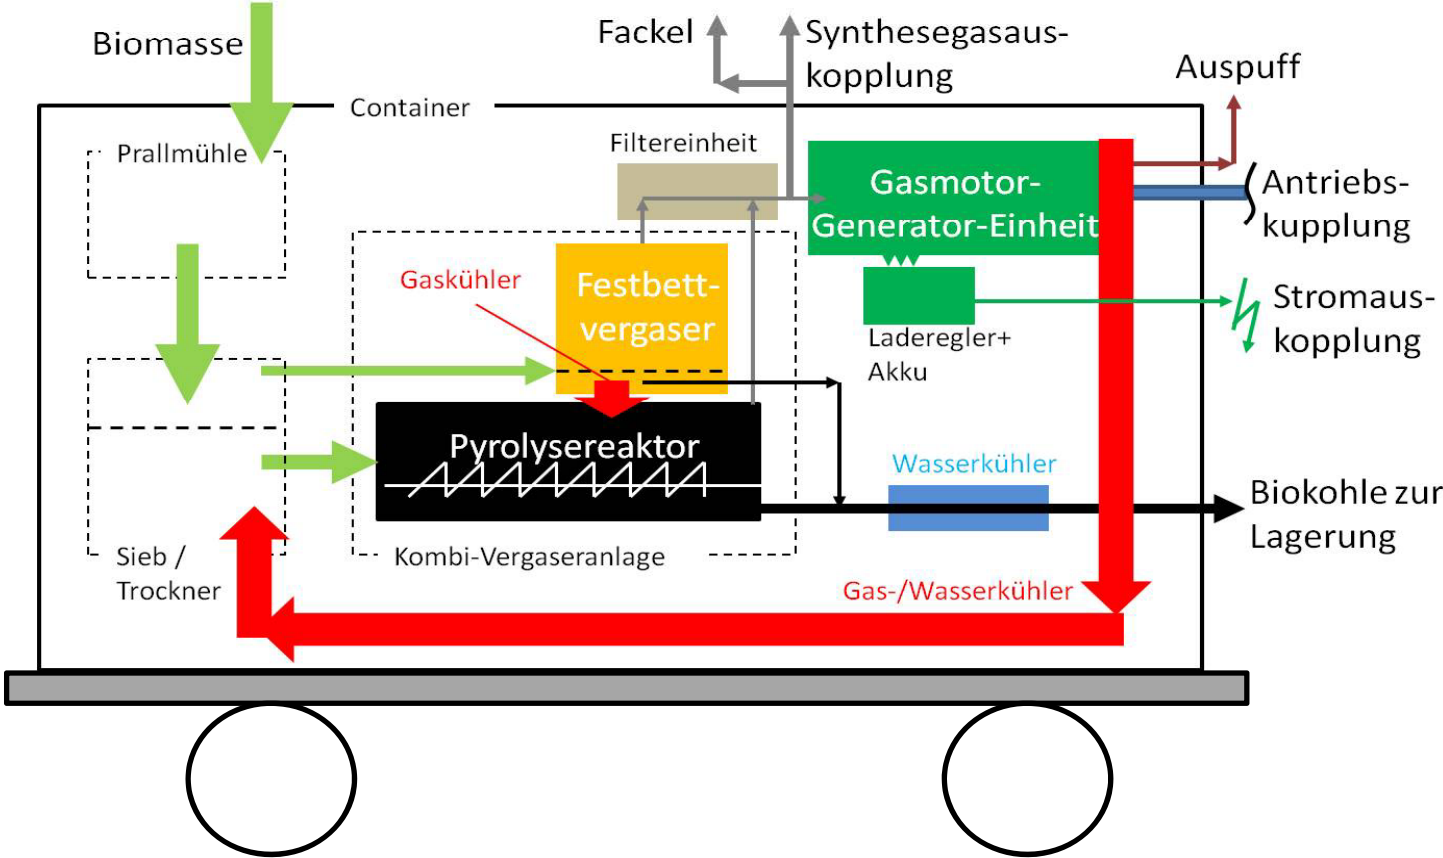 Biomasse
Fackel
Synthesegasaus-
kopplung
Auspuff
Container
Prallmühle
Filtereinheit
Gasmotor-
Generator-Einheit
Antriebs-
kupplung
Gaskühler
Festbett-
vergaser
Laderegler+
Akku
Stromaus-
kopplung
Pyrolysereaktor
Wasserkühler
Biokohle zur
Lagerung
Sieb /
Trockner
Kombi-Vergaseranlage
Gas-/Wasserkühler